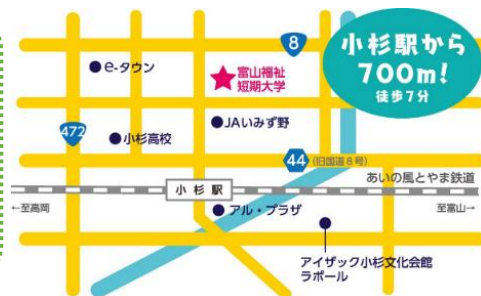 8
小杉駅から
700m!
徒歩7分
e-タウン
富山福祉
短期大学
472
小杉高校
JAいみず野
44
(旧国道8号)
あいの風とやま鉄道
小杉駅
←至高岡
アル・プラザ
至富山→
アイザック小杉文化会館
ラポール